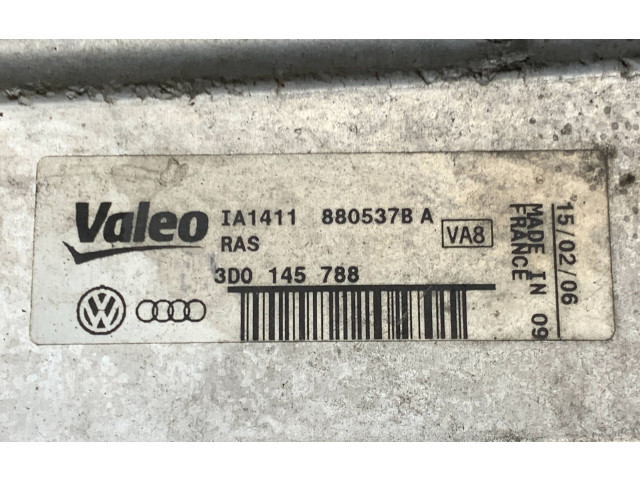 Valeo
IA1411 880537B A
RAS
VA8
3D0 145 788
15/02/06
MADE IN 09
FRANCE